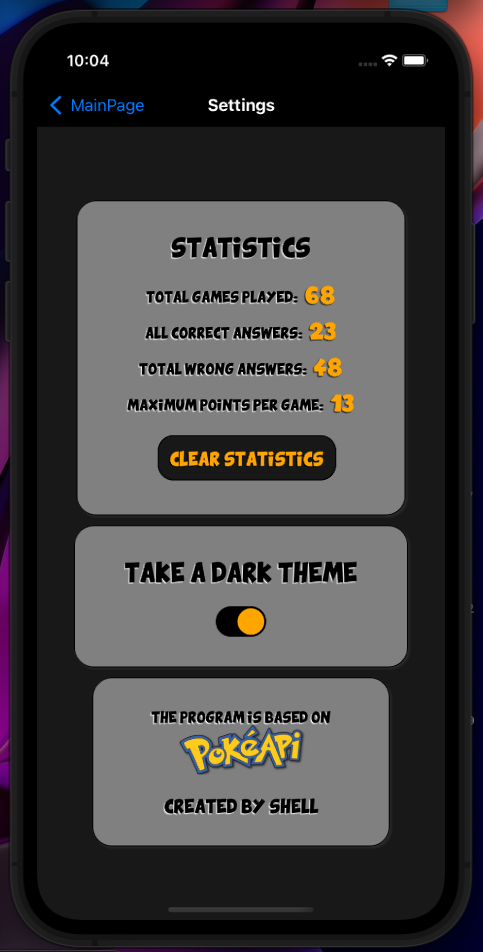 10:04
MainPage Settings
STATiSTiCS
TOTAL GAMES PLAYED: 68
ALL CORRECT ANSWERS: 23
TOTAL WRONG ANSWERS: 48
MAXiMUM POiNTS PER GAME: 13
CLEAR STATiSTiCS
TAKE A DARK THEME
THE PROGRAM iS BASED ON
PokéApi
CREATED BY SHELL